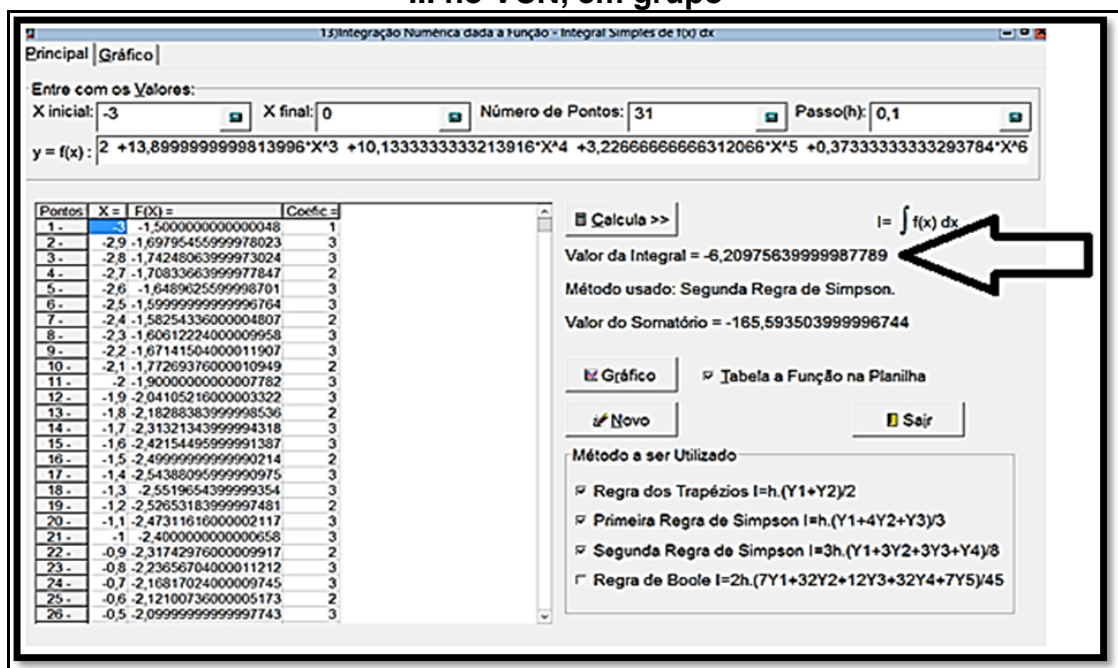 III no VCN, em grupo
13)Integração Numérica dada a Função - Integral Simples de f(x) dx
Principal Gráfico
Entre com os Valores:
X inicial: -3 X final: 0 Número de Pontos: 31 Passo(h): 0,1
y = f(x) : 2 +13,8999999999813996*X^3 +10,1333333333213916*X^4 +3,22666666666312066*X^5 +0,37333333333293784*X^6
Pontos X = F(X) = Coefic =
1 - -3 -1,50000000000000048 1
2 - -2,9 -1,69795455999978023 3
3 - -2,8 -1,74248063999973024 3
4 - -2,7 -1,70833663999977847 2
5 - -2,6 -1,6489625599998701 3
6 - -2,5 -1,59999999999996764 3
7 - -2,4 -1,58254336000004807 2
8 - -2,3 -1,60612224000009958 3
9 - -2,2 -1,67141504000011907 3
10 - -2,1 -1,77269376000010949 2
11 - -2 -1,90000000000007782 3
12 - -1,9 -2,04105216000003322 3
13 - -1,8 -2,18288383999998536 2
14 - -1,7 -2,31321343999994318 3
15 - -1,6 -2,42154495999991387 3
16 - -1,5 -2,49999999999990214 2
17 - -1,4 -2,54388095999990975 3
18 - -1,3 -2,5519654399999354 3
19 - -1,2 -2,52653183999997481 2
20 - -1,1 -2,47311616000002117 3
21 - -1 -2,40000000000000658 3
22 - -0,9 -2,31742976000009917 2
23 - -0,8 -2,23656704000011212 3
24 - -0,7 -2,16817024000009745 3
25 - -0,6 -2,12100736000005173 2
26 - -0,5 -2,09999999999997743 3
Calcula >>
I= ∫ f(x) dx
Valor da Integral = -6,20975639999987789
Método usado: Segunda Regra de Simpson.
Valor do Somatório = -165,593503999996744
Gráfico Tabela a Função na Planilha
Novo Sair
Método a ser Utilizado
Regra dos Trapézios I=h.(Y1+Y2)/2
Primeira Regra de Simpson I=h.(Y1+4Y2+Y3)/3
Segunda Regra de Simpson I=3h.(Y1+3Y2+3Y3+Y4)/8
Regra de Boole I=2h.(7Y1+32Y2+12Y3+32Y4+7Y5)/45